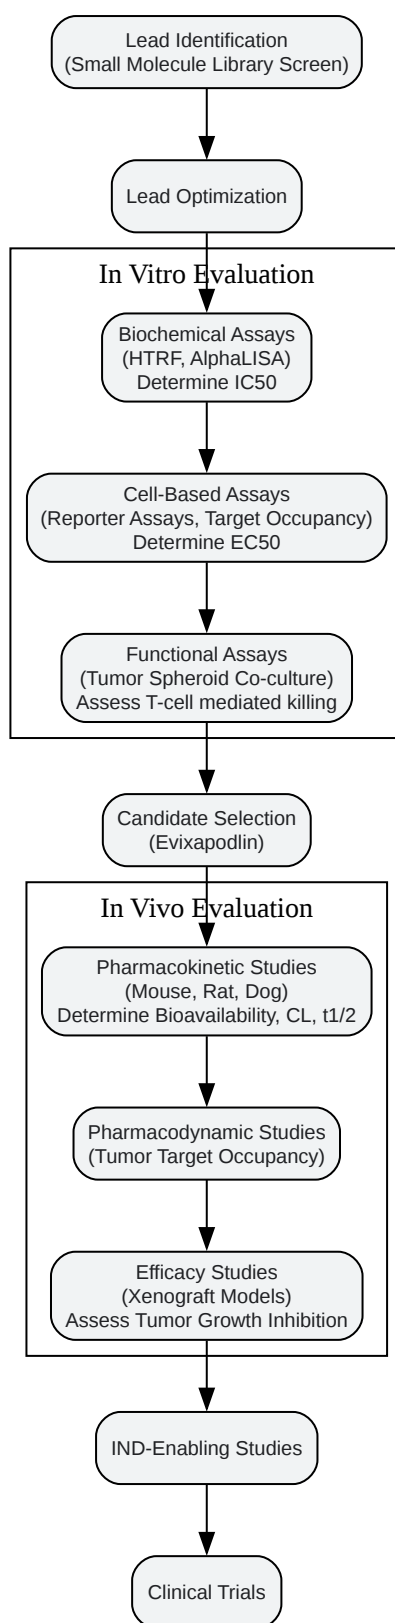 Lead Identification
(Small Molecule Library Screen)
Lead Optimization
In Vitro Evaluation
Biochemical Assays
(HTRF, AlphaLISA)
Determine IC50
Cell-Based Assays
(Reporter Assays, Target Occupancy)
Determine EC50
Functional Assays
(Tumor Spheroid Co-culture)
Assess T-cell mediated killing
Candidate Selection
(Evixapodlin)
In Vivo Evaluation
Pharmacokinetic Studies
(Mouse, Rat, Dog)
Determine Bioavailability, CL, t1/2
Pharmacodynamic Studies
(Tumor Target Occupancy)
Efficacy Studies
(Xenograft Models)
Assess Tumor Growth Inhibition
IND-Enabling Studies
Clinical Trials